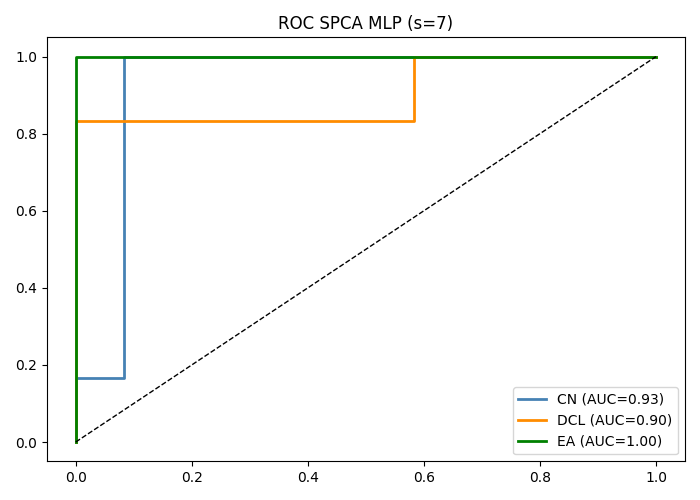 ROC SPCA MLP (s=7)
1.0
0.8
0.6
0.4
0.2
0.0
0.0 0.2 0.4 0.6 0.8 1.0
CN (AUC=0.93)
DCL (AUC=0.90)
EA (AUC=1.00)